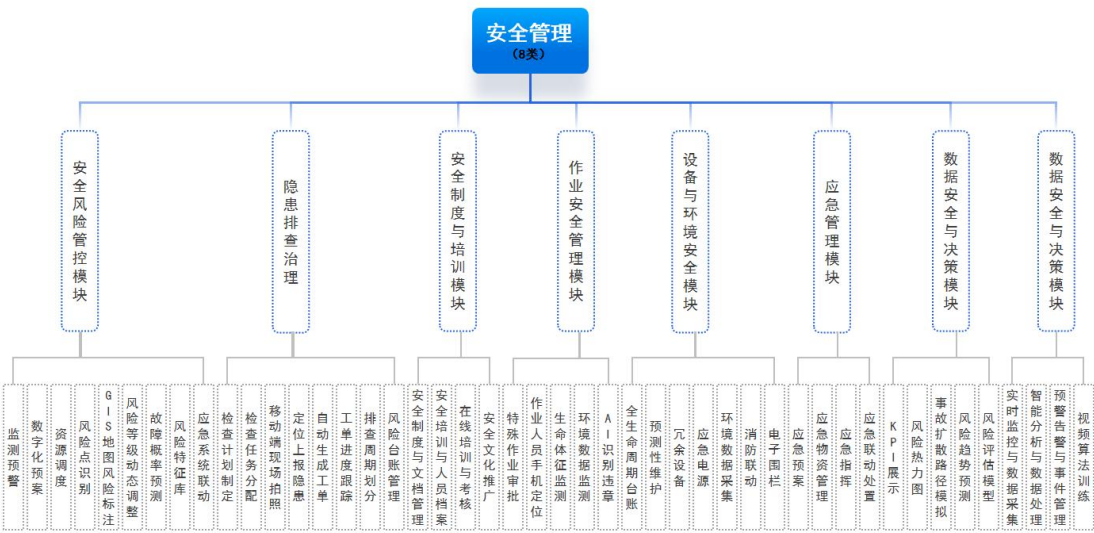 安全管理
（8类）
安全风险管控模块
隐患排查治理
安全制度与培训模块
作业安全管理模块
设备与环境安全模块
应急管理模块
数据安全与决策模块
数据安全与决策模块
监测预警
数字化预案
资源调度
风险点识别
GIS地图风险标注
风险等级动态调整
故障概率预测
风险特征库
应急系统联动
检查计划制定
检查任务分配
移动端现场拍照
定位上报隐患
自动生成工单
工单进度跟踪
排查周期划分
风险台账管理
安全制度与文档管理
安全培训与人员档案
在线培训与考核
安全文化推广
特殊作业审批
作业人员手机定位
生命体征监测
环境数据监测
AI识别违章
全生命周期台账
预测性维护
冗余设备
应急电源
环境数据采集
消防联动
电子围栏
应急预案
应急物资管理
应急指挥
应急联动处置
KPI展示
风险热力图
事故扩散路径模拟
风险趋势预测
风险评估模型
实时监控与数据采集
智能分析与数据处理
预警告警与事件管理
视频算法训练